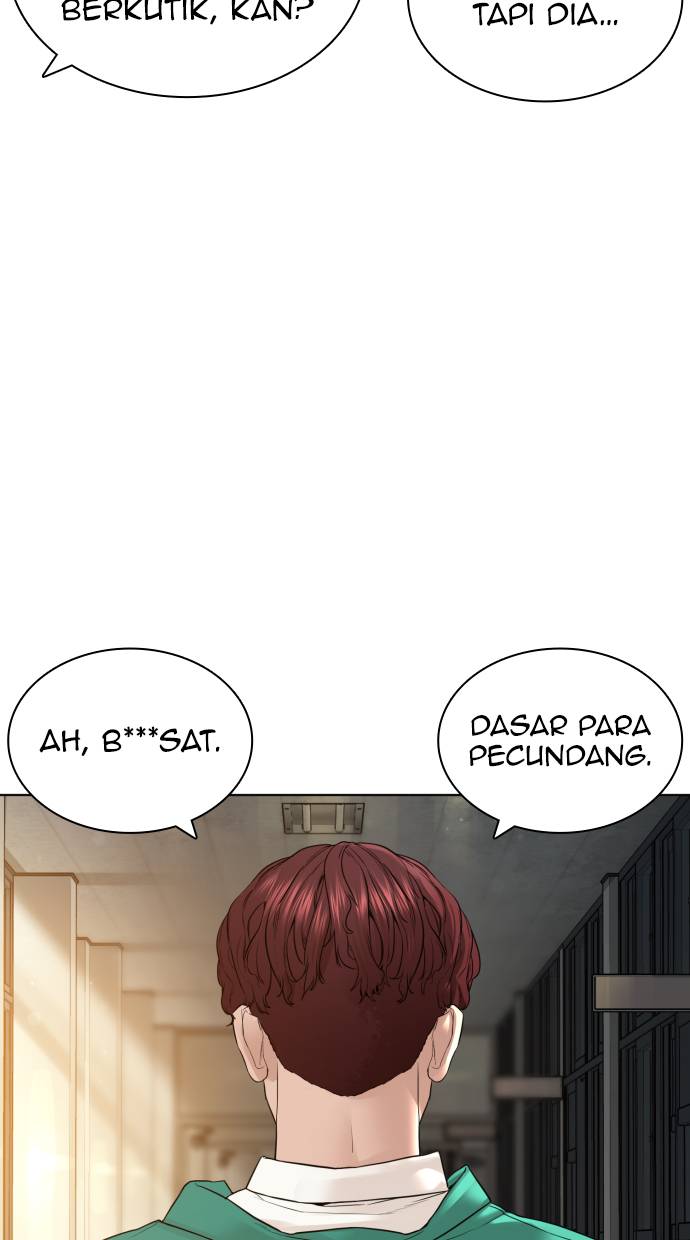 BERKUTIK, KAN?
TAPI DIA...
AH, B***SAT.
DASAR PARA
PECUNDANG.